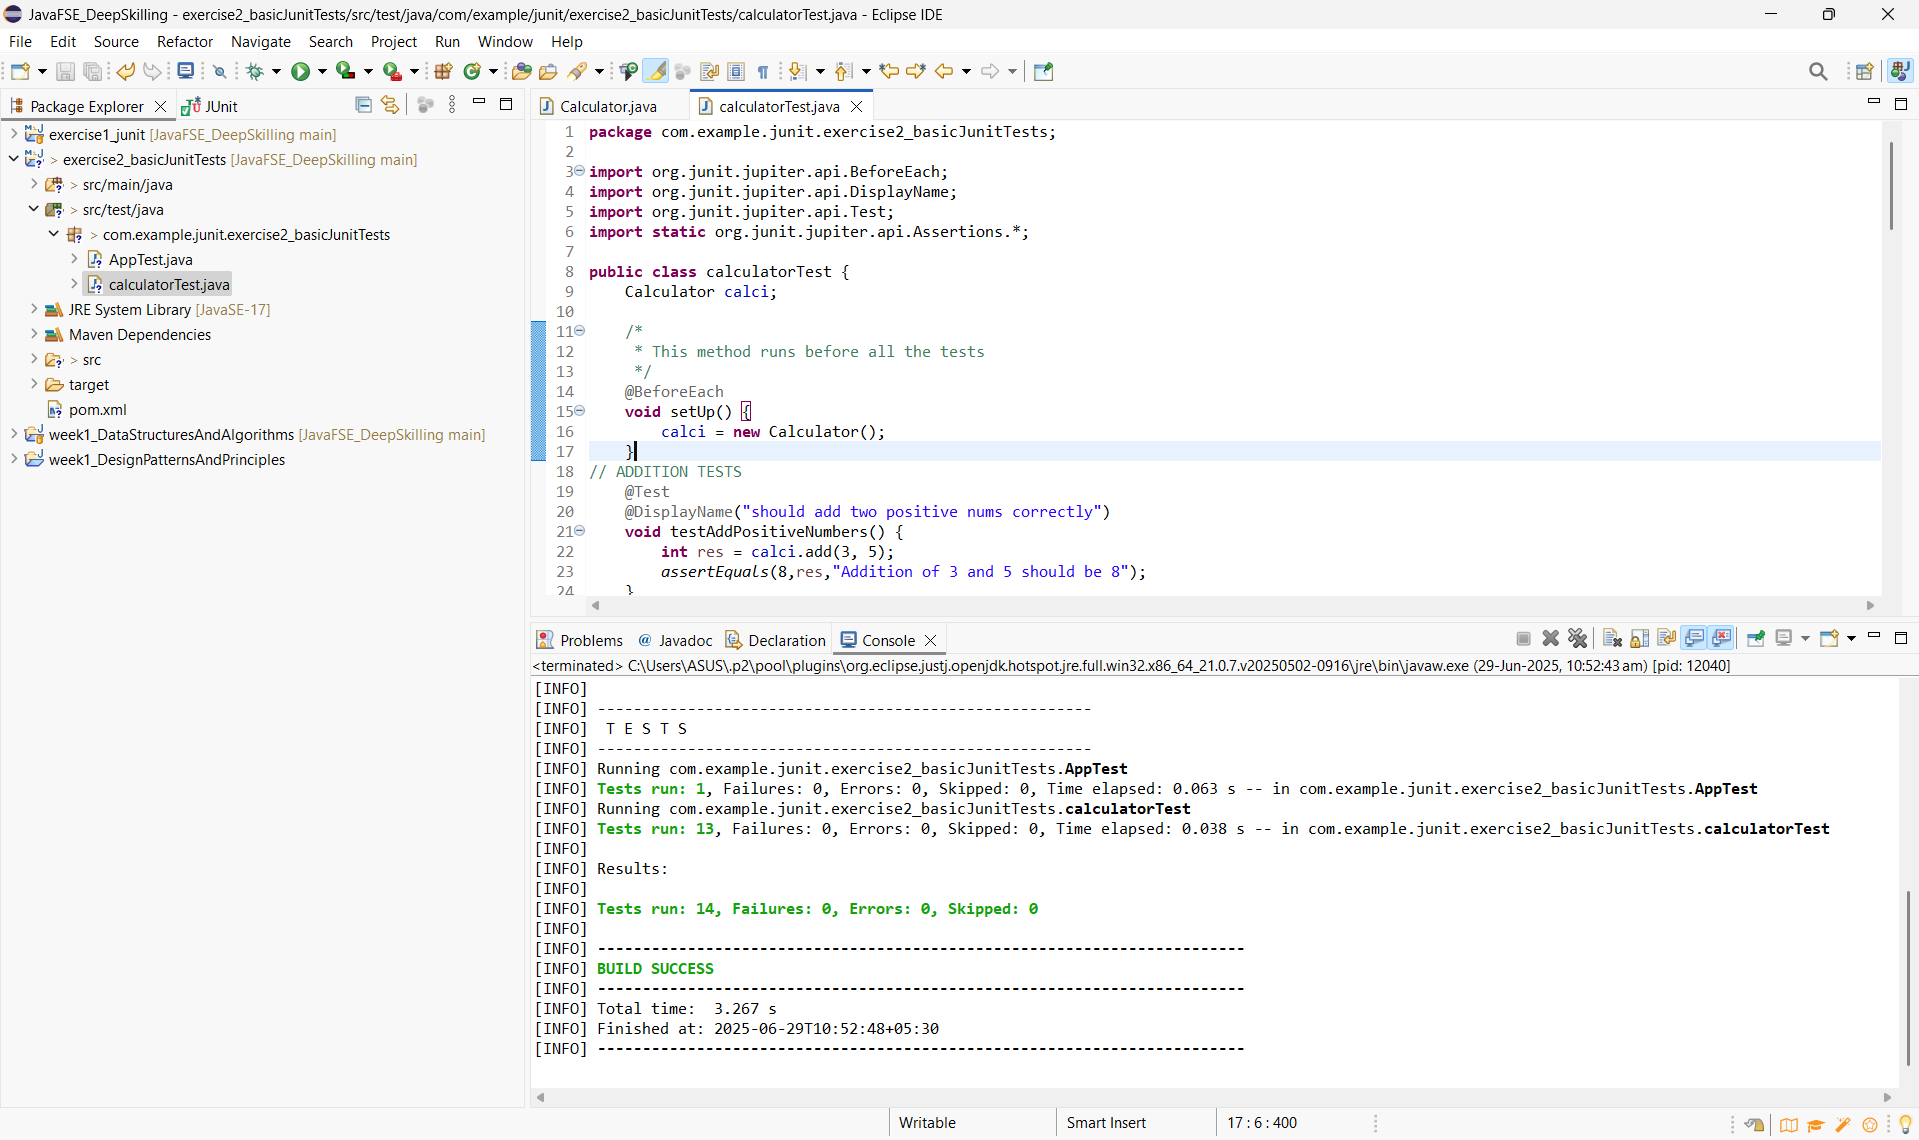 JavaFSE_DeepSkilling - exercise2_basicJunitTests/src/test/java/com/example/junit/exercise2_basicJunitTests/calculatorTest.java - Eclipse IDE
File Edit Source Refactor Navigate Search Project Run Window Help
Package Explorer JUnit
exercise1_junit [JavaFSE_DeepSkilling main]
> exercise2_basicJunitTests [JavaFSE_DeepSkilling main]
> src/main/java
> src/test/java
> com.example.junit.exercise2_basicJunitTests
AppTest.java
calculatorTest.java
JRE System Library [JavaSE-17]
Maven Dependencies
> src
target
pom.xml
week1_DataStructuresAndAlgorithms [JavaFSE_DeepSkilling main]
week1_DesignPatternsAndPrinciples
Calculator.java calculatorTest.java
1 package com.example.junit.exercise2_basicJunitTests;
2
3 import org.junit.jupiter.api.BeforeEach;
4 import org.junit.jupiter.api.DisplayName;
5 import org.junit.jupiter.api.Test;
6 import static org.junit.jupiter.api.Assertions.*;
7
8 public class calculatorTest {
9 Calculator calci;
10
11 /*
12 * This method runs before all the tests
13 */
14 @BeforeEach
15 void setUp() {
16 calci = new Calculator();
17 }
18 // ADDITION TESTS
19 @Test
20 @DisplayName("should add two positive nums correctly")
21 void testAddPositiveNumbers() {
22 int res = calci.add(3, 5);
23 assertEquals(8,res,"Addition of 3 and 5 should be 8");
24 }
Problems @ Javadoc Declaration Console
<terminated> C:\Users\ASUS\.p2\pool\plugins\org.eclipse.justj.openjdk.hotspot.jre.full.win32.x86_64_21.0.7.v20250502-0916\jre\bin\javaw.exe (29-Jun-2025, 10:52:43 am) [pid: 12040]
[INFO]
[INFO] -------------------------------------------------------
[INFO]  T E S T S
[INFO] -------------------------------------------------------
[INFO] Running com.example.junit.exercise2_basicJunitTests.AppTest
[INFO] Tests run: 1, Failures: 0, Errors: 0, Skipped: 0, Time elapsed: 0.063 s -- in com.example.junit.exercise2_basicJunitTests.AppTest
[INFO] Running com.example.junit.exercise2_basicJunitTests.calculatorTest
[INFO] Tests run: 13, Failures: 0, Errors: 0, Skipped: 0, Time elapsed: 0.038 s -- in com.example.junit.exercise2_basicJunitTests.calculatorTest
[INFO]
[INFO] Results:
[INFO]
[INFO] Tests run: 14, Failures: 0, Errors: 0, Skipped: 0
[INFO]
[INFO] ------------------------------------------------------------------------
[INFO] BUILD SUCCESS
[INFO] ------------------------------------------------------------------------
[INFO] Total time:  3.267 s
[INFO] Finished at: 2025-06-29T10:52:48+05:30
[INFO] ------------------------------------------------------------------------
Writable Smart Insert 17 : 6 : 400